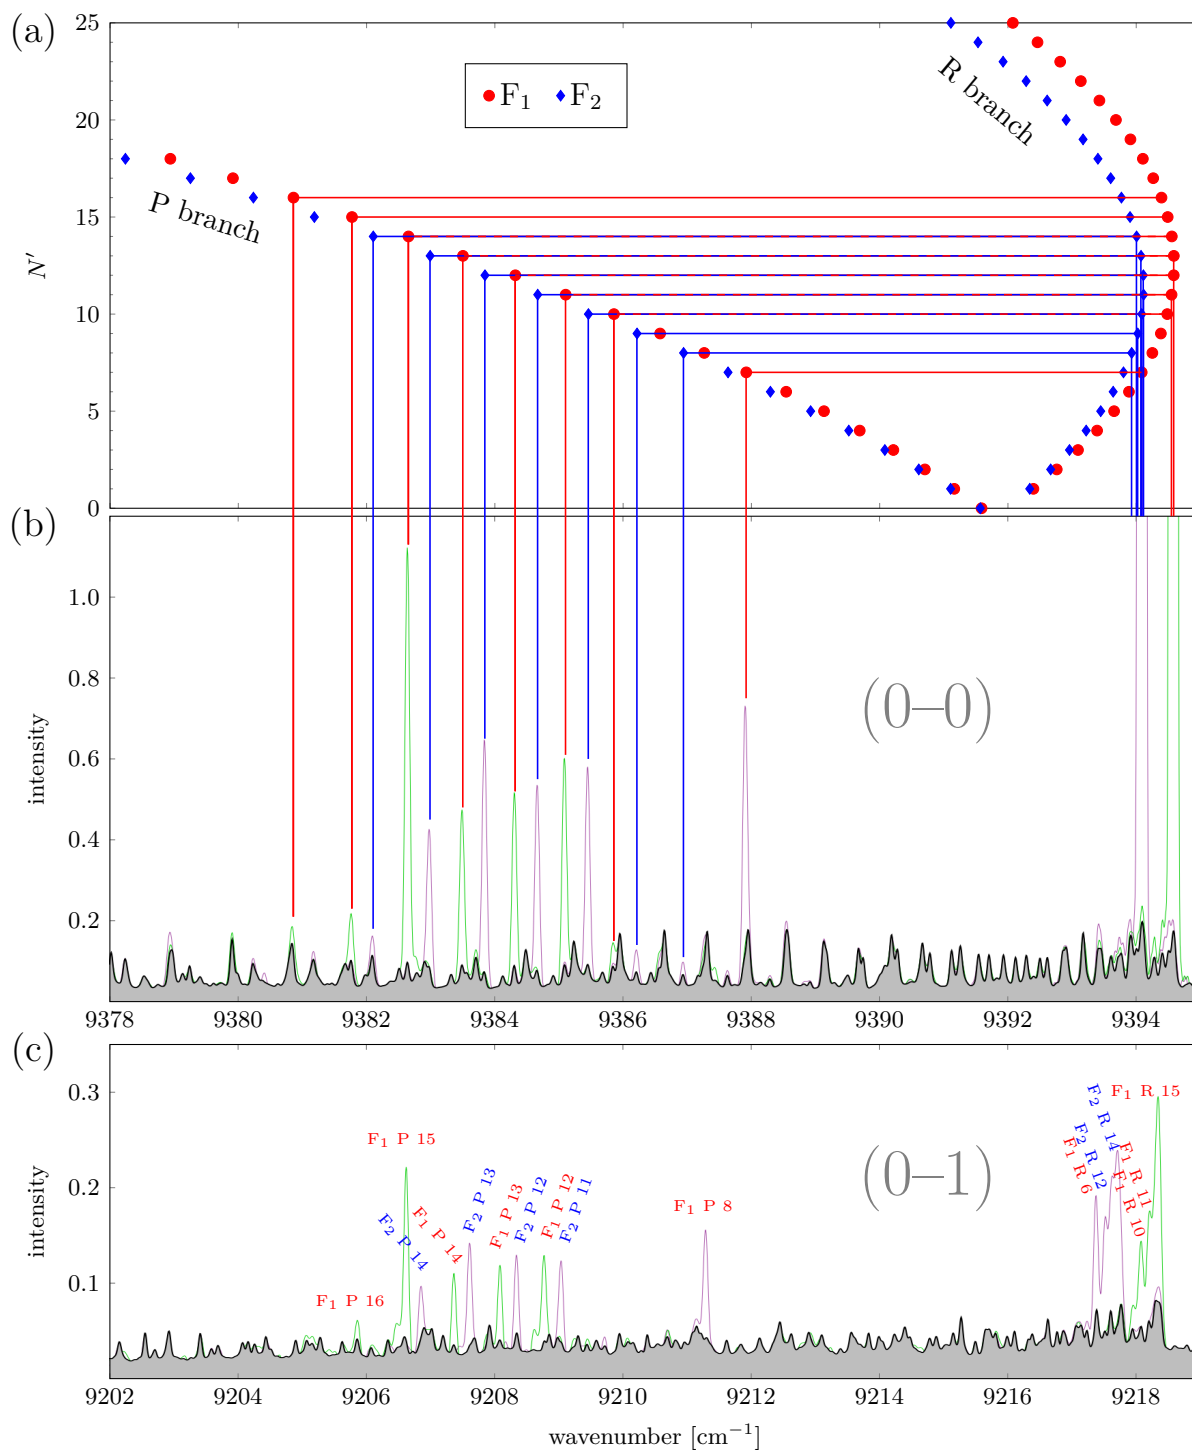 (a)
25
20
15
10
5
0
N′
F₁ F₂
P branch
R branch
(b)
1.0
0.8
0.6
0.4
0.2
intensity
(0–0)
9378 9380 9382 9384 9386 9388 9390 9392 9394
(c)
0.3
0.2
0.1
intensity
(0–1)
F₁ P 16
F₁ P 15
F₂ P 14
F₁ P 14
F₂ P 13
F₁ P 13
F₂ P 12
F₁ P 12
F₂ P 11
F₁ P 8
F₁ R 6
F₂ R 12
F₂ R 14
F₁ R 10
F₁ R 11
F₁ R 15
9202 9204 9206 9208 9210 9212 9214 9216 9218
wavenumber [cm⁻¹]